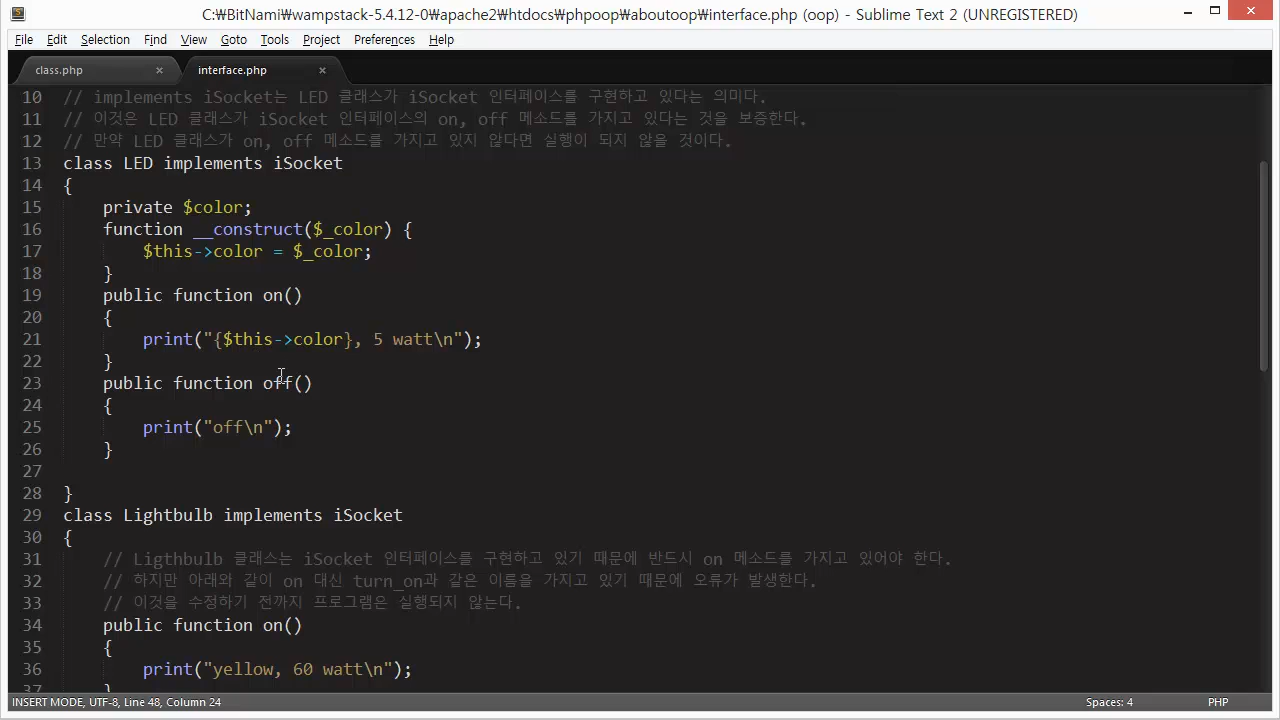 C:₩BitNami₩wampstack-5.4.12-0₩apache2₩htdocs₩phpoop₩aboutoop₩interface.php (oop) - Sublime Text 2 (UNREGISTERED)
File Edit Selection Find View Goto Tools Project Preferences Help
class.php × interface.php ×
10 // implements iSocket는 LED 클래스가 iSocket 인터페이스를 구현하고 있다는 의미다.
11 // 이것은 LED 클래스가 iSocket 인터페이스의 on, off 메소드를 가지고 있다는 것을 보증한다.
12 // 만약 LED 클래스가 on, off 메소드를 가지고 있지 않다면 실행이 되지 않을 것이다.
13 class LED implements iSocket
14 {
15     private $color;
16     function __construct($_color) {
17         $this->color = $_color;
18     }
19     public function on()
20     {
21         print("{$this->color}, 5 watt\n");
22     }
23     public function off()
24     {
25         print("off\n");
26     }
27
28 }
29 class Lightbulb implements iSocket
30 {
31     // Ligthbulb 클래스는 iSocket 인터페이스를 구현하고 있기 때문에 반드시 on 메소드를 가지고 있어야 한다.
32     // 하지만 아래와 같이 on 대신 turn_on과 같은 이름을 가지고 있기 때문에 오류가 발생한다.
33     // 이것을 수정하기 전까지 프로그램은 실행되지 않는다.
34     public function on()
35     {
36         print("yellow, 60 watt\n");
37     }
INSERT MODE, UTF-8, Line 48, Column 24 Spaces: 4 PHP